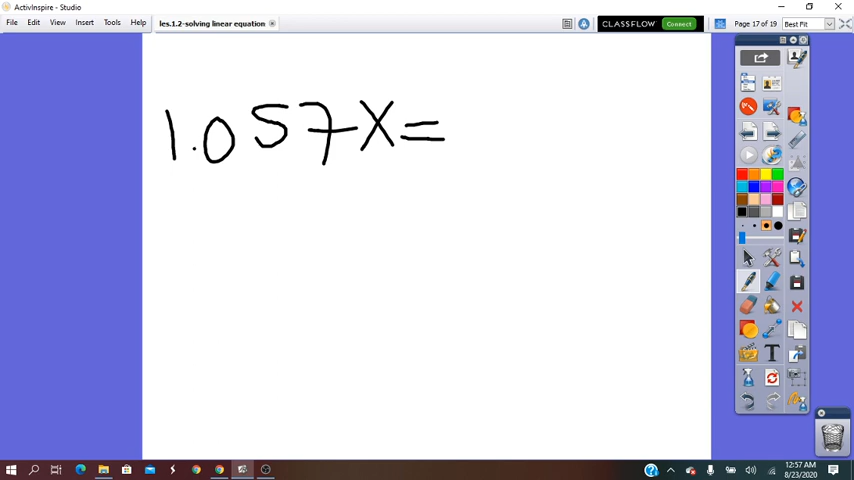 ActivInspire - Studio
File Edit View Insert Tools Help
les.1.2-solving linear equation
CLASSFLOW Connect
Page 17 of 19 Best Fit
1.057x=
T
12:57 AM
8/23/2020